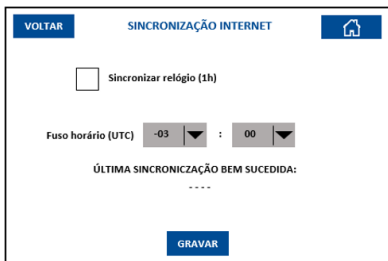 VOLTAR SINCRONIZAÇÃO INTERNET
Sincronizar relógio (1h)
Fuso horário (UTC) -03 : 00
ÚLTIMA SINCRONICZAÇÃO BEM SUCEDIDA:
- - - -
GRAVAR